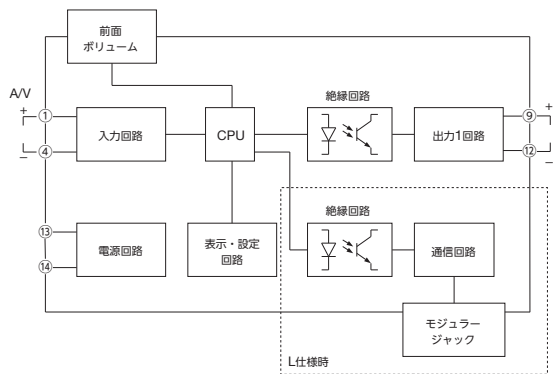 前面
ボリューム
A/V
絶縁回路
+
①
④
−
入力回路
CPU
出力1回路
⑨
⑫
+
−
絶縁回路
⑬
⑭
電源回路
表示・設定
回路
通信回路
モジュラー
ジャック
L仕様時